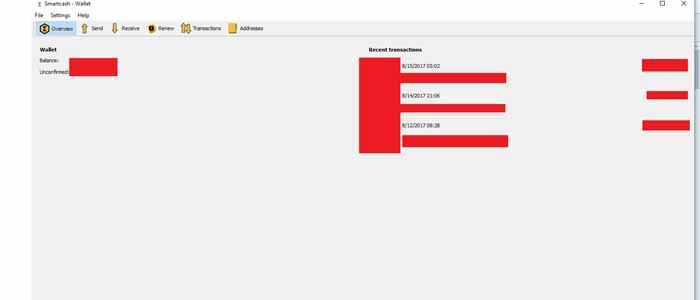 Smartcash - Wallet
File Settings Help
Overview Send Receive Renew Transactions Addresses
Wallet
Balance:
Unconfirmed:
Recent transactions
8/15/2017 03:02
8/14/2017 21:06
8/12/2017 08:28